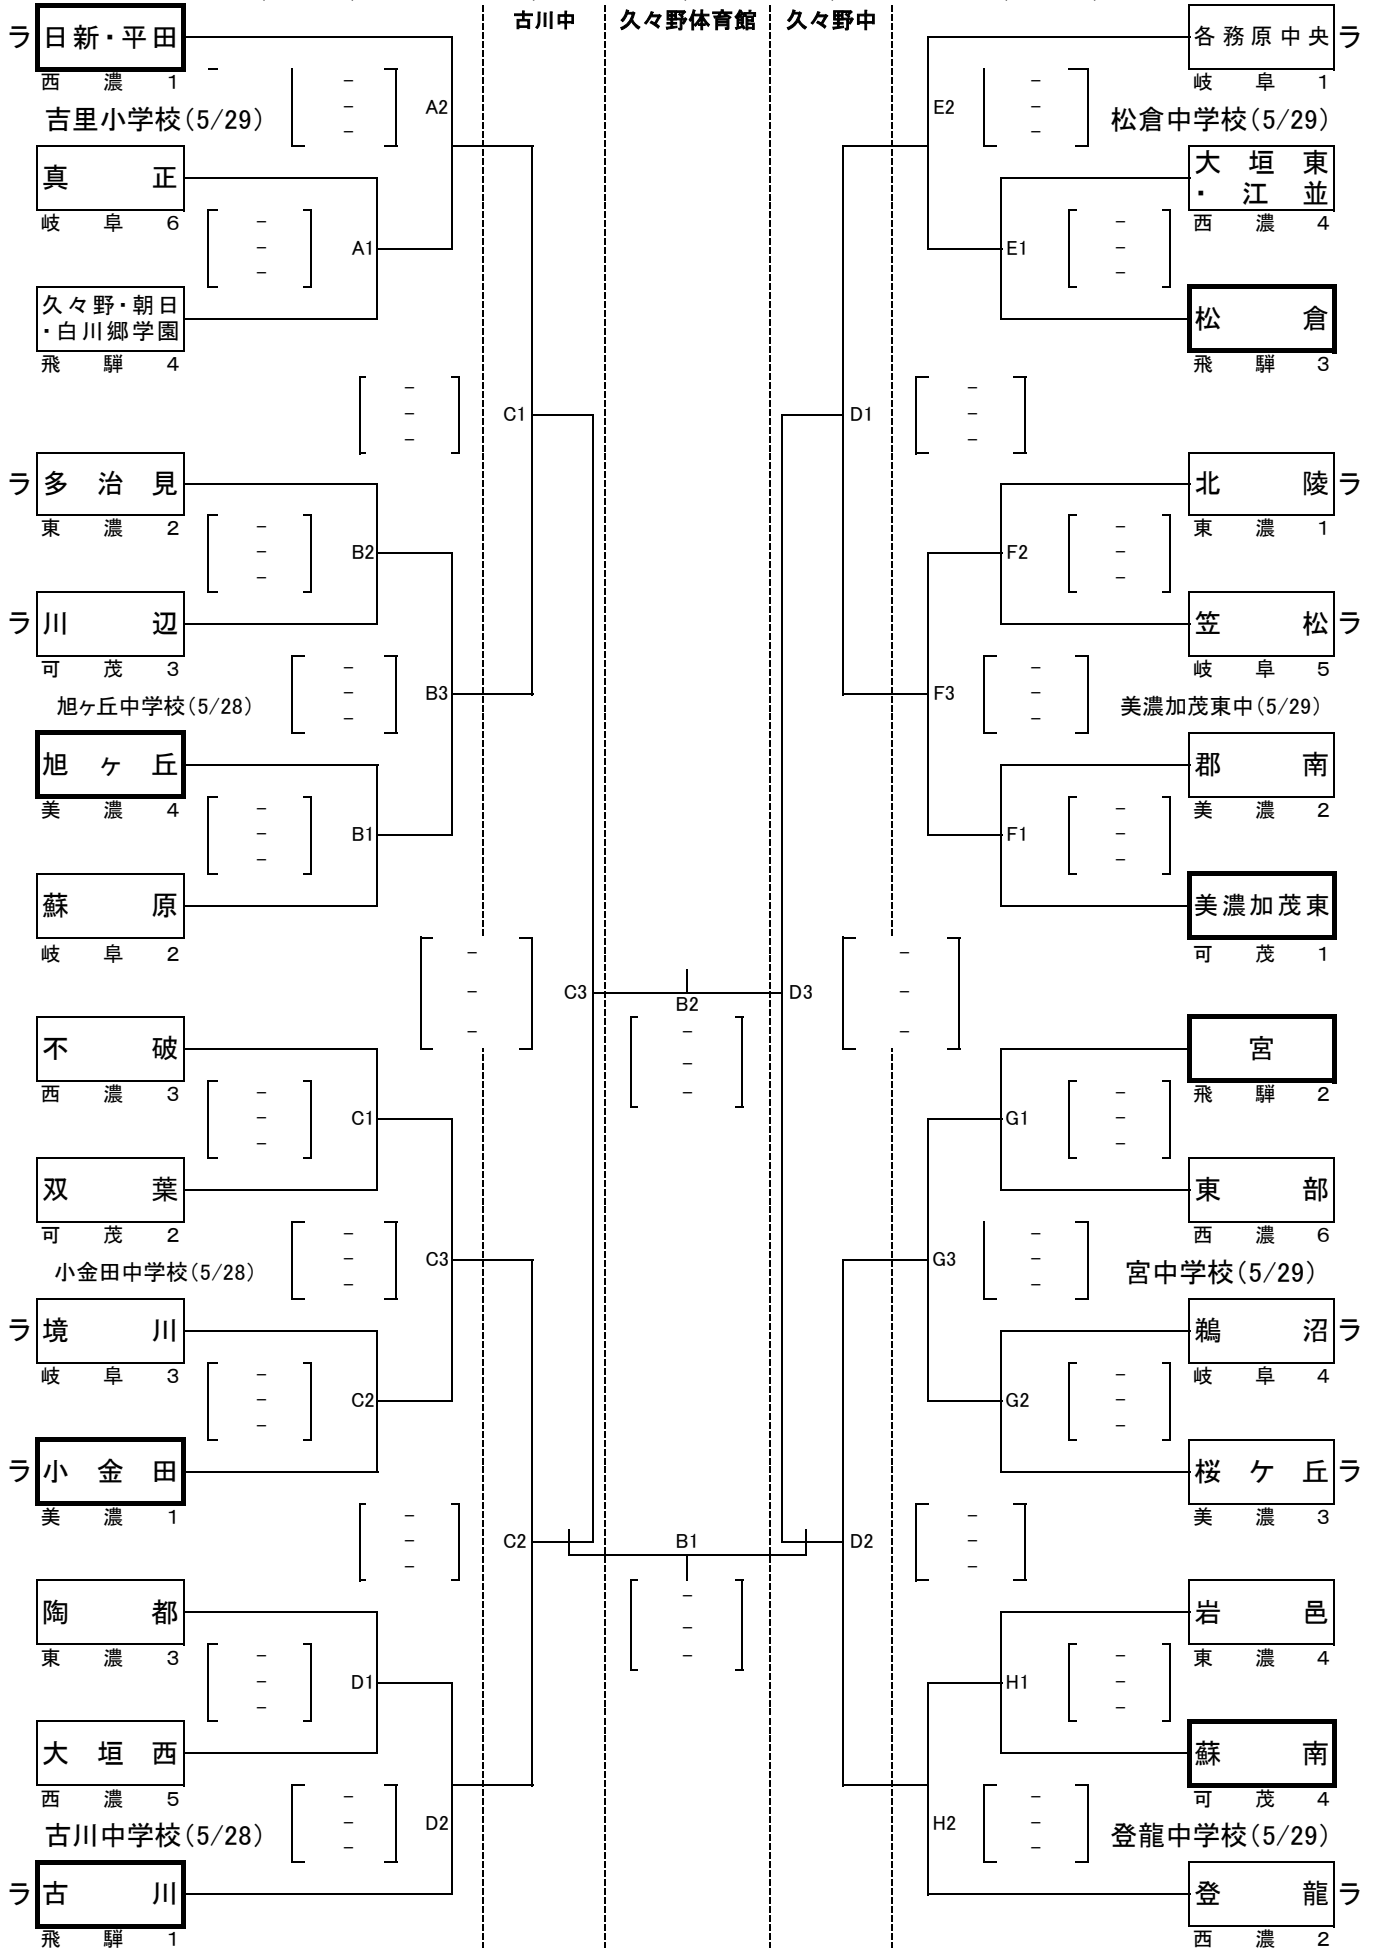 古川中
久々野体育館
久々野中
ラ 日新・平田
西濃1
吉里小学校(5/29)
[ - - - ]
A2
真正
岐阜6
[ - - - ]
A1
久々野・朝日
・白川郷学園
飛騨4
[ - - - ]
C1
ラ 多治見
東濃2
[ - - - ]
B2
ラ 川辺
可茂3
旭ヶ丘中学校(5/28)
[ - - - ]
B3
旭ヶ丘
美濃4
[ - - - ]
B1
蘇原
岐阜2
[ - - - ]
C3
不破
西濃3
[ - - - ]
C1
双葉
可茂2
小金田中学校(5/28)
[ - - - ]
C3
ラ 境川
岐阜3
[ - - - ]
C2
ラ 小金田
美濃1
[ - - - ]
C2
陶都
東濃3
[ - - - ]
D1
大垣西
西濃5
古川中学校(5/28)
[ - - - ]
D2
ラ 古川
飛騨1
B2
[ - - - ]
B1
[ - - - ]
各務原中央 ラ
岐阜1
E2
[ - - - ]
松倉中学校(5/29)
大垣東
・江並
西濃4
E1
[ - - - ]
松倉
飛騨3
D1
[ - - - ]
北陵 ラ
東濃1
F2
[ - - - ]
笠松 ラ
岐阜5
F3
[ - - - ]
美濃加茂東中(5/29)
郡南
美濃2
F1
[ - - - ]
美濃加茂東
可茂1
D3
[ - - - ]
宮
飛騨2
G1
[ - - - ]
東部
西濃6
G3
[ - - - ]
宮中学校(5/29)
鵜沼 ラ
岐阜4
G2
[ - - - ]
桜ケ丘 ラ
美濃3
D2
[ - - - ]
岩邑
東濃4
H1
[ - - - ]
蘇南
可茂4
H2
[ - - - ]
登龍中学校(5/29)
登龍 ラ
西濃2